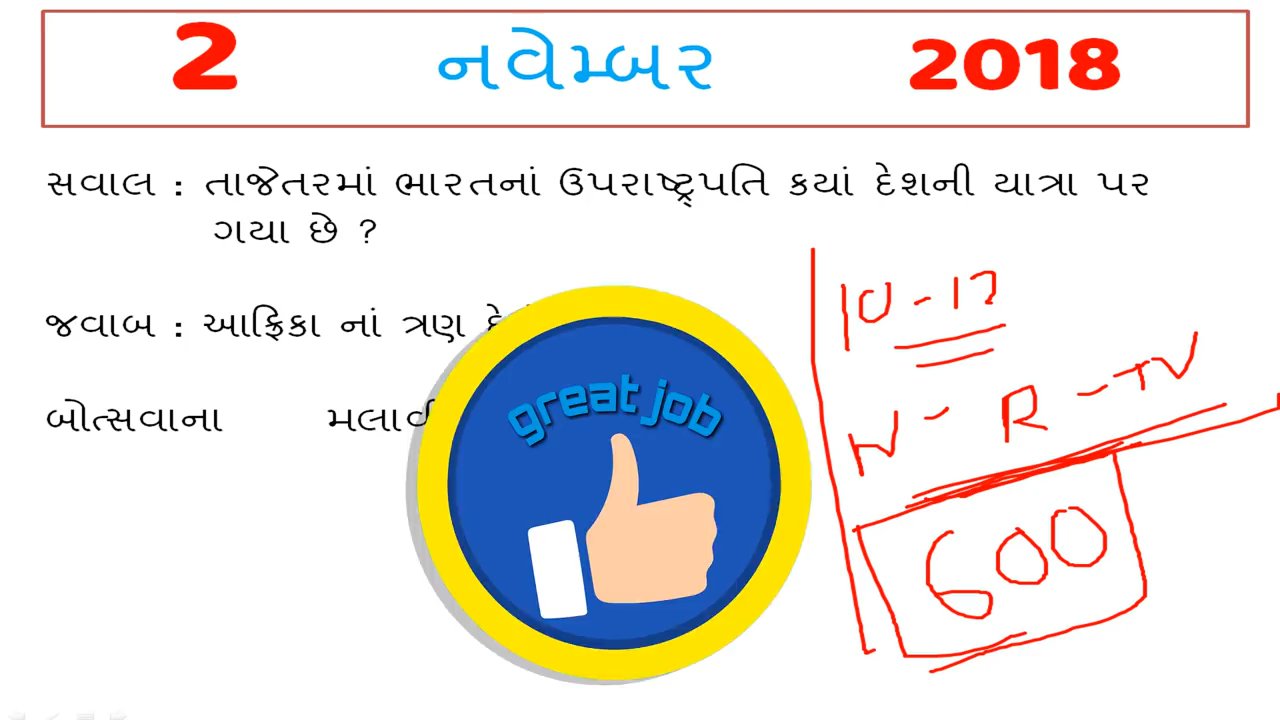 2 નવેમ્બર 2018
સવાલ : તાજેતરમાં ભારતનાં ઉપરાષ્ટ્રપતિ કયાં દેશની યાત્રા પર
ગયા છે ?
જવાબ : આફ્રિકા નાં ત્રણ
બોત્સવાના
great job
10 - 17
N - R - TV
600